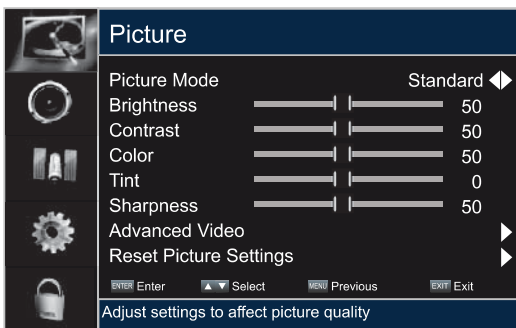 Picture
Picture Mode Standard
Brightness 50
Contrast 50
Color 50
Tint 0
Sharpness 50
Advanced Video
Reset Picture Settings
ENTER Enter Select MENU Previous EXIT Exit
Adjust settings to affect picture quality